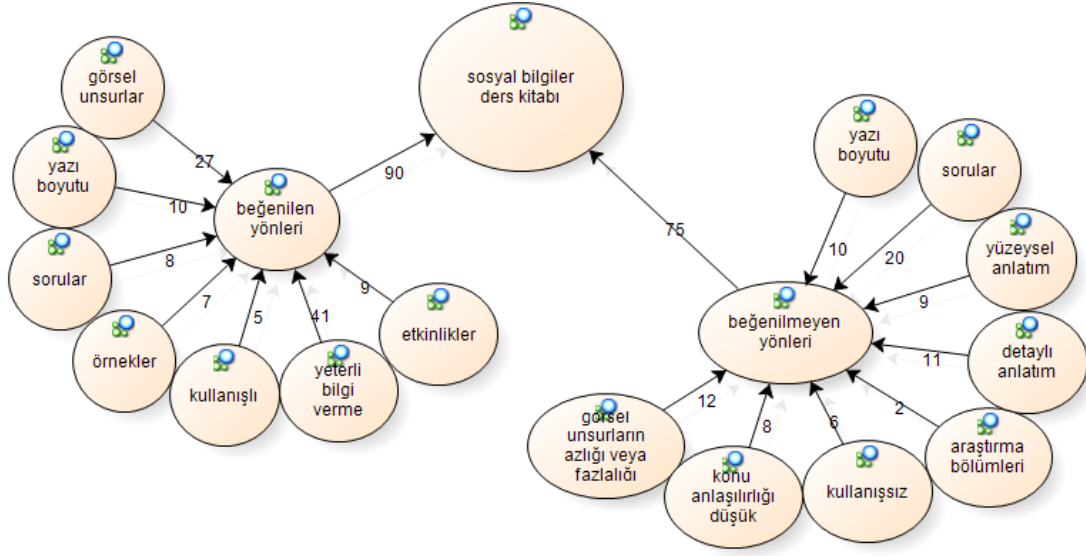 görsel
unsurlar
yazı
boyutu
sorular
örnekler
kullanışlı
yeterli
bilgi
verme
etkinlikler
27
10
8
7
5
41
9
beğenilen
yönleri
90
sosyal bilgiler
ders kitabı
75
beğenilmeyen
yönleri
yazı
boyutu
10
sorular
20
yüzeysel
anlatım
9
detaylı
anlatım
11
araştırma
bölümleri
2
kullanışsız
6
konu
anlaşılırlığı
düşük
8
görsel
unsurların
azlığı veya
fazlalığı
12